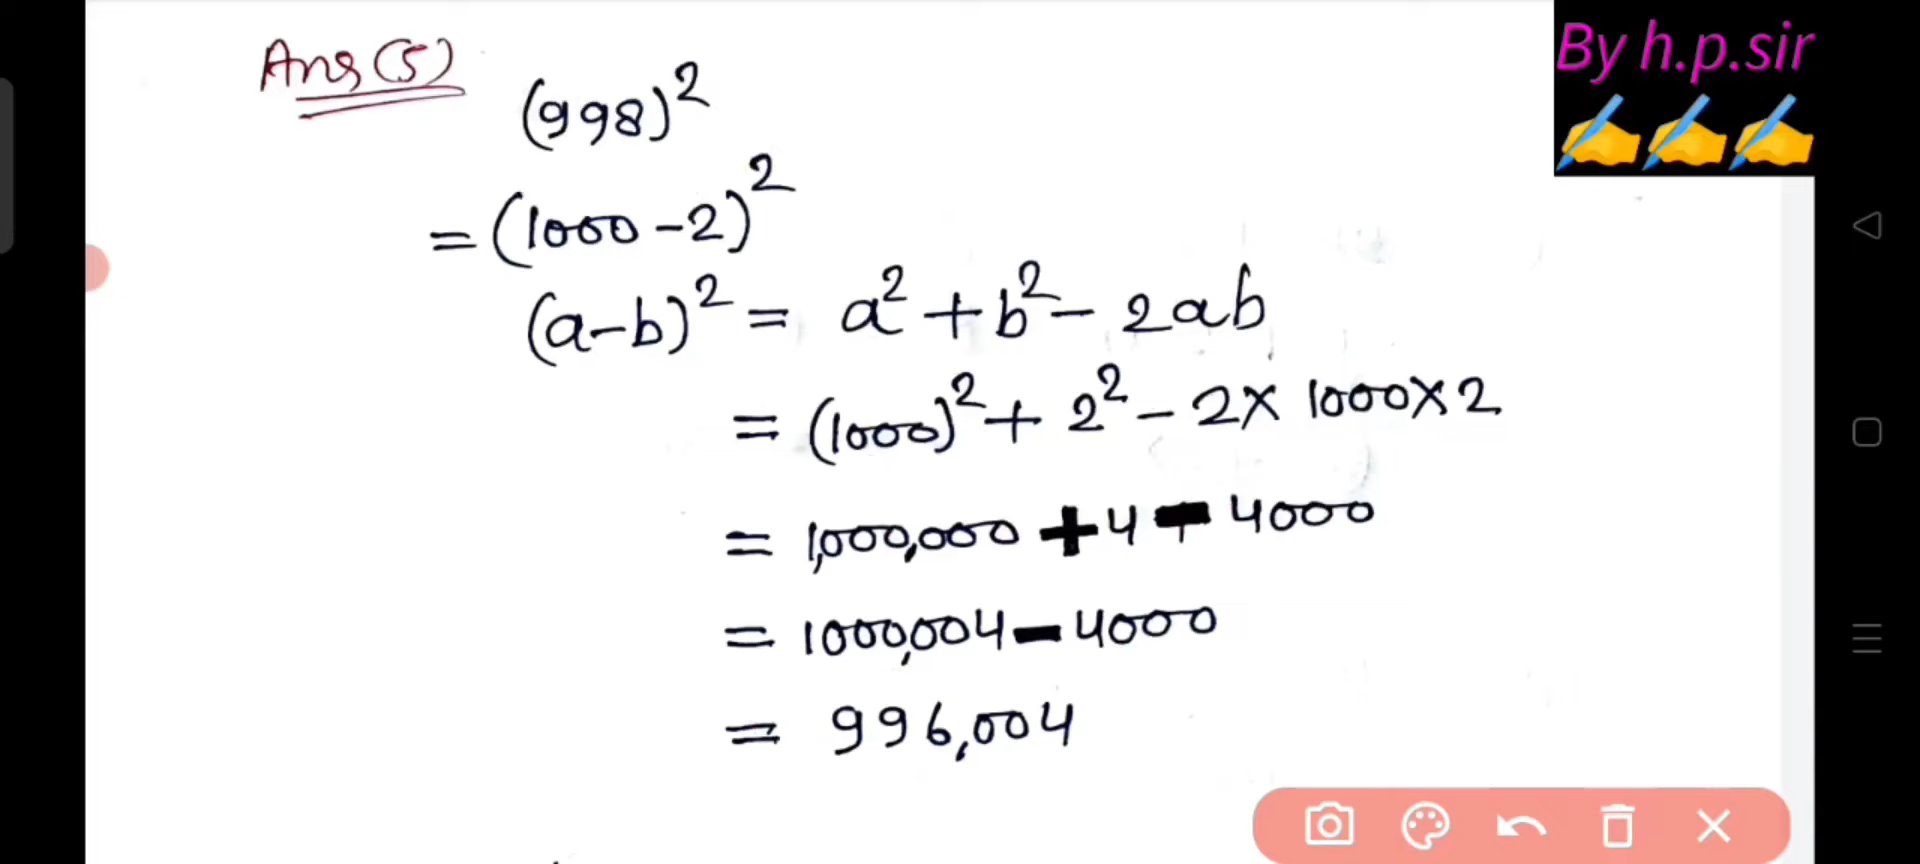 Ans (5)
(998)²
= (1000 - 2)²
(a-b)² = a² + b² - 2ab
= (1000)² + 2² - 2 × 1000 × 2
= 1,000,000 + 4 - 4000
= 1000,004 - 4000
= 996,004
By h.p.sir
✍✍✍